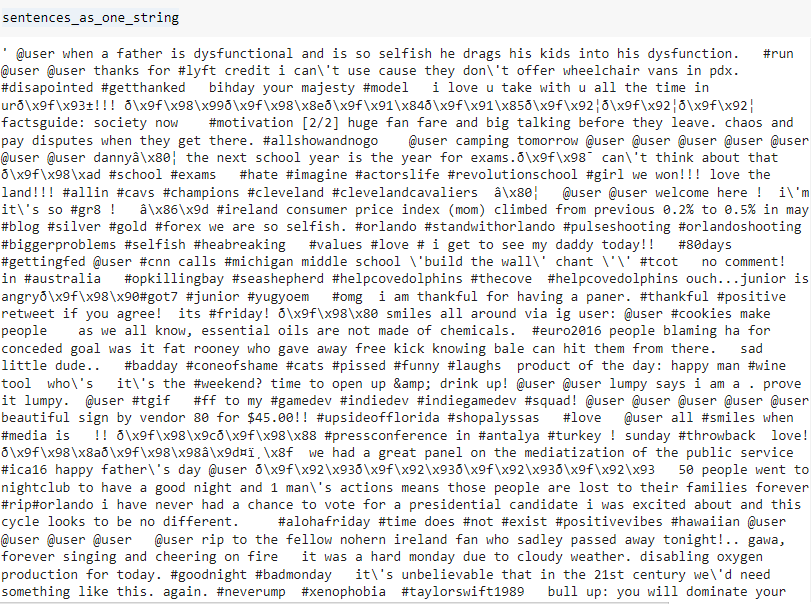 sentences_as_one_string
' @user when a father is dysfunctional and is so selfish he drags his kids into his dysfunction.   #run
@user @user thanks for #lyft credit i can\'t use cause they don\'t offer wheelchair vans in pdx.
#disapointed #getthanked   bihday your majesty #model   i love u take with u all the time in
urð\x9f\x93±!!! ð\x9f\x98\x99ð\x9f\x98\x8eð\x9f\x91\x84ð\x9f\x91\x85ð\x9f\x92¦ð\x9f\x92¦ð\x9f\x92¦
factsguide: society now    #motivation [2/2] huge fan fare and big talking before they leave. chaos and
pay disputes when they get there. #allshowandnogo    @user camping tomorrow @user @user @user @user @user
@user @user dannyâ\x80¦ the next school year is the year for exams.ð\x9f\x98¯ can\'t think about that
ð\x9f\x98\xad #school #exams   #hate #imagine #actorslife #revolutionschool #girl we won!!! love the
land!!! #allin #cavs #champions #cleveland #clevelandcavaliers  â\x80¦   @user @user welcome here !  i\'m
it\'s so #gr8 !   â\x86\x9d #ireland consumer price index (mom) climbed from previous 0.2% to 0.5% in may
#blog #silver #gold #forex we are so selfish. #orlando #standwithorlando #pulseshooting #orlandoshooting
#biggerproblems #selfish #heabreaking   #values #love # i get to see my daddy today!!   #80days
#gettingfed @user #cnn calls #michigan middle school \'build the wall\' chant \'\' #tcot   no comment!
in #australia   #opkillingbay #seashepherd #helpcovedolphins #thecove  #helpcovedolphins ouch...junior is
angryð\x9f\x98\x90#got7 #junior #yugyoem   #omg  i am thankful for having a paner. #thankful #positive
retweet if you agree!  its #friday! ð\x9f\x98\x80 smiles all around via ig user: @user #cookies make
people    as we all know, essential oils are not made of chemicals.  #euro2016 people blaming ha for
conceded goal was it fat rooney who gave away free kick knowing bale can hit them from there.   sad
little dude..   #badday #coneofshame #cats #pissed #funny #laughs  product of the day: happy man #wine
tool  who\'s   it\'s the #weekend? time to open up &amp; drink up! @user @user lumpy says i am a . prove
it lumpy.  @user #tgif   #ff to my #gamedev #indiedev #indiegamedev #squad! @user @user @user @user @user
beautiful sign by vendor 80 for $45.00!! #upsideofflorida #shopalyssas   #love   @user all #smiles when
#media is   !! ð\x9f\x98\x9cð\x9f\x98\x88 #pressconference in #antalya #turkey ! sunday #throwback  love!
ð\x9f\x98\x8að\x9f\x98\x98â\x9d¤ï¸\x8f  we had a great panel on the mediatization of the public service
#ica16 happy father\'s day @user ð\x9f\x92\x93ð\x9f\x92\x93ð\x9f\x92\x93ð\x9f\x92\x93   50 people went to
nightclub to have a good night and 1 man\'s actions means those people are lost to their families forever
#rip#orlando i have never had a chance to vote for a presidential candidate i was excited about and this
cycle looks to be no different.     #alohafriday #time does #not #exist #positivevibes #hawaiian @user
@user @user @user   @user rip to the fellow nohern ireland fan who sadley passed away tonight!.. gawa,
forever singing and cheering on fire   it was a hard monday due to cloudy weather. disabling oxygen
production for today. #goodnight #badmonday   it\'s unbelievable that in the 21st century we\'d need
something like this. again. #neverump  #xenophobia  #taylorswift1989   bull up: you will dominate your